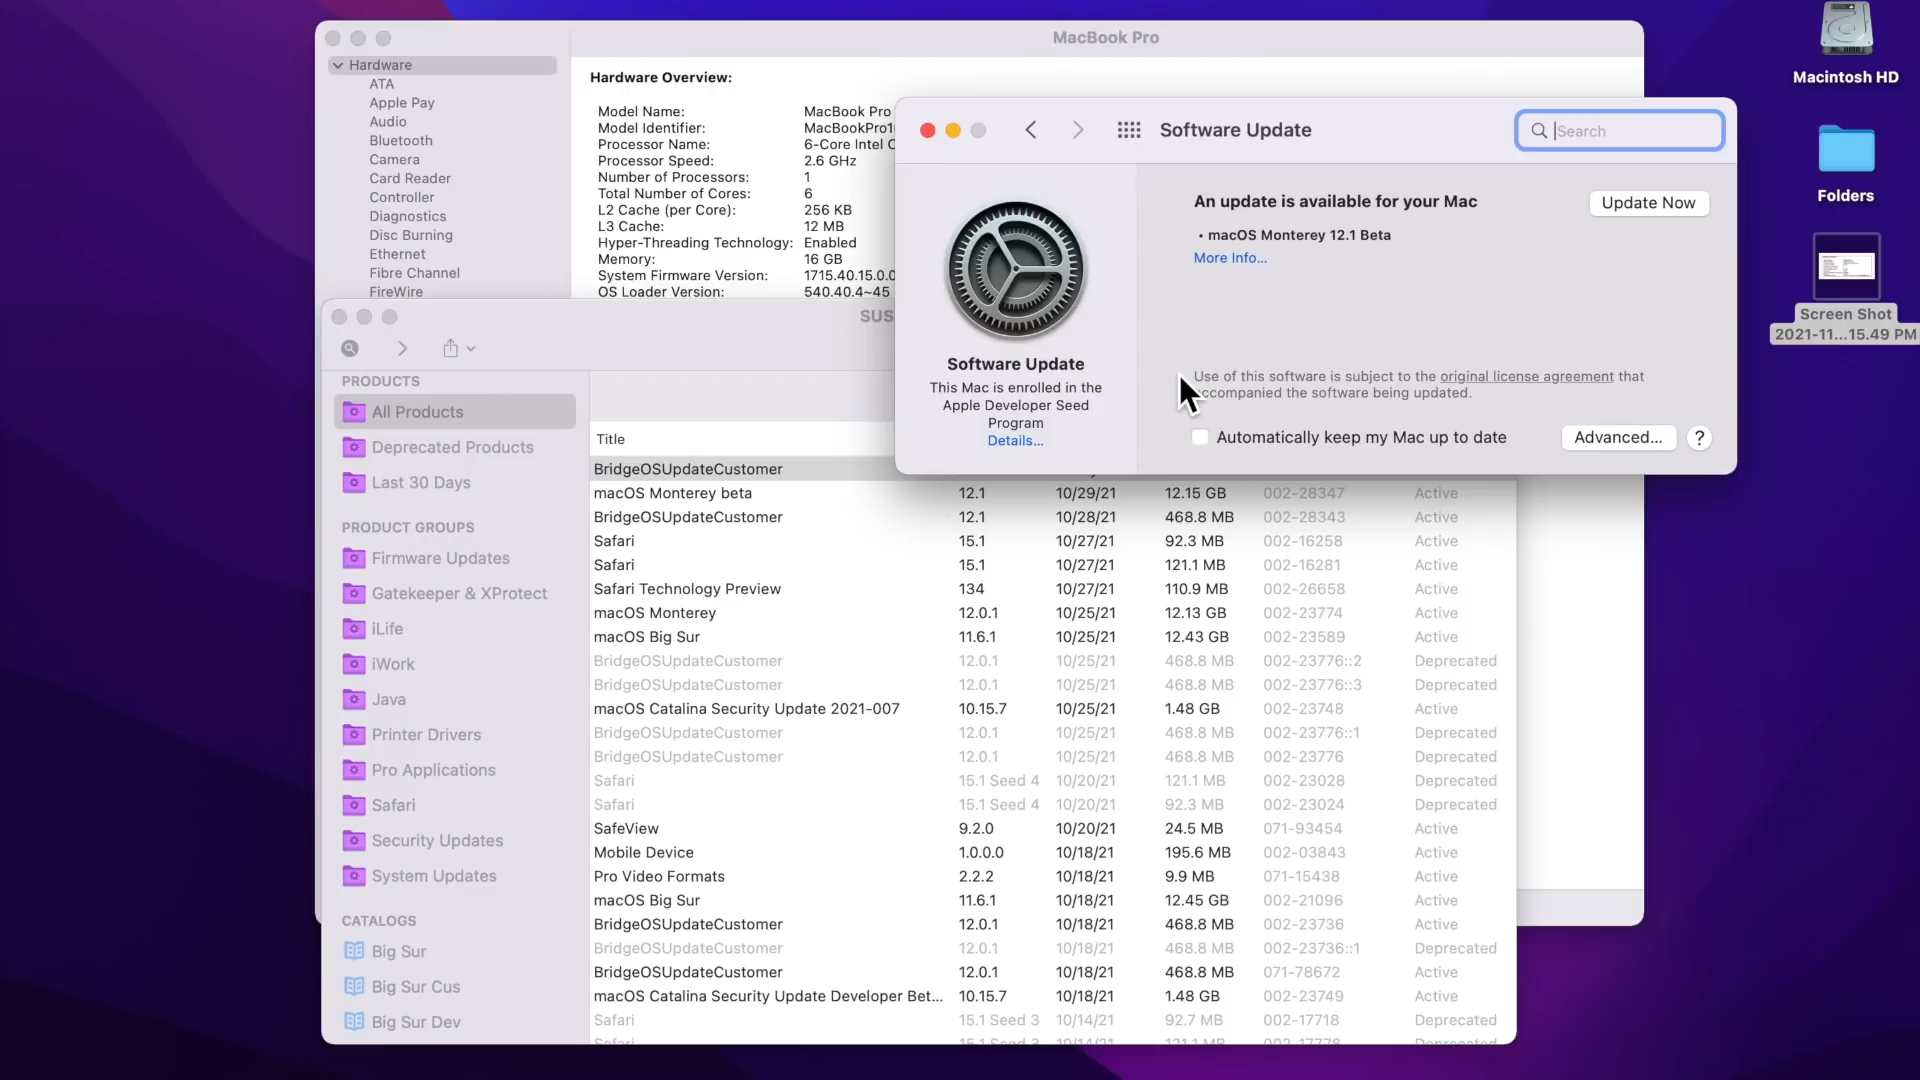 MacBook Pro
Hardware
ATA
Apple Pay
Audio
Bluetooth
Camera
Card Reader
Controller
Diagnostics
Disc Burning
Ethernet
Fibre Channel
FireWire
Hardware Overview:
Model Name: MacBook Pro
Model Identifier:
Processor Name: 6-Core Intel
Processor Speed: 2.6 GHz
Number of Processors: 1
Total Number of Cores: 6
L2 Cache (per Core): 256 KB
L3 Cache: 12 MB
Hyper-Threading Technology: Enabled
Memory: 16 GB
System Firmware Version: 1715.40.15.0.0
OS Loader Version: 540.40.4~45
Software Update
Search
Software Update
This Mac is enrolled in the
Apple Developer Seed
Program
Details...
An update is available for your Mac
Update Now
• macOS Monterey 12.1 Beta
More Info...
Use of this software is subject to the original license agreement that
accompanied the software being updated.
Automatically keep my Mac up to date
Advanced...
?
Macintosh HD
Folders
Screen Shot
2021-11...15.49 PM
SUS
PRODUCTS
All Products
Deprecated Products
Last 30 Days
PRODUCT GROUPS
Firmware Updates
Gatekeeper & XProtect
iLife
iWork
Java
Printer Drivers
Pro Applications
Safari
Security Updates
System Updates
CATALOGS
Big Sur
Big Sur Cus
Big Sur Dev
Title
BridgeOSUpdateCustomer
macOS Monterey beta 12.1 10/29/21 12.15 GB 002-28347 Active
BridgeOSUpdateCustomer 12.1 10/28/21 468.8 MB 002-28343 Active
Safari 15.1 10/27/21 92.3 MB 002-16258 Active
Safari 15.1 10/27/21 121.1 MB 002-16281 Active
Safari Technology Preview 134 10/27/21 110.9 MB 002-26658 Active
macOS Monterey 12.0.1 10/25/21 12.13 GB 002-23774 Active
macOS Big Sur 11.6.1 10/25/21 12.43 GB 002-23589 Active
BridgeOSUpdateCustomer 12.0.1 10/25/21 468.8 MB 002-23776::2 Deprecated
BridgeOSUpdateCustomer 12.0.1 10/25/21 468.8 MB 002-23776::3 Deprecated
macOS Catalina Security Update 2021-007 10.15.7 10/25/21 1.48 GB 002-23748 Active
BridgeOSUpdateCustomer 12.0.1 10/25/21 468.8 MB 002-23776::1 Deprecated
BridgeOSUpdateCustomer 12.0.1 10/25/21 468.8 MB 002-23776 Deprecated
Safari 15.1 Seed 4 10/20/21 121.1 MB 002-23028 Deprecated
Safari 15.1 Seed 4 10/20/21 92.3 MB 002-23024 Deprecated
SafeView 9.2.0 10/20/21 24.5 MB 071-93454 Active
Mobile Device 1.0.0.0 10/18/21 195.6 MB 002-03843 Active
Pro Video Formats 2.2.2 10/18/21 9.9 MB 071-15438 Active
macOS Big Sur 11.6.1 10/18/21 12.45 GB 002-21096 Active
BridgeOSUpdateCustomer 12.0.1 10/18/21 468.8 MB 002-23736 Active
BridgeOSUpdateCustomer 12.0.1 10/18/21 468.8 MB 002-23736::1 Deprecated
BridgeOSUpdateCustomer 12.0.1 10/18/21 468.8 MB 071-78672 Active
macOS Catalina Security Update Developer Bet... 10.15.7 10/18/21 1.48 GB 002-23749 Active
Safari 15.1 Seed 3 10/14/21 92.7 MB 002-17718 Deprecated